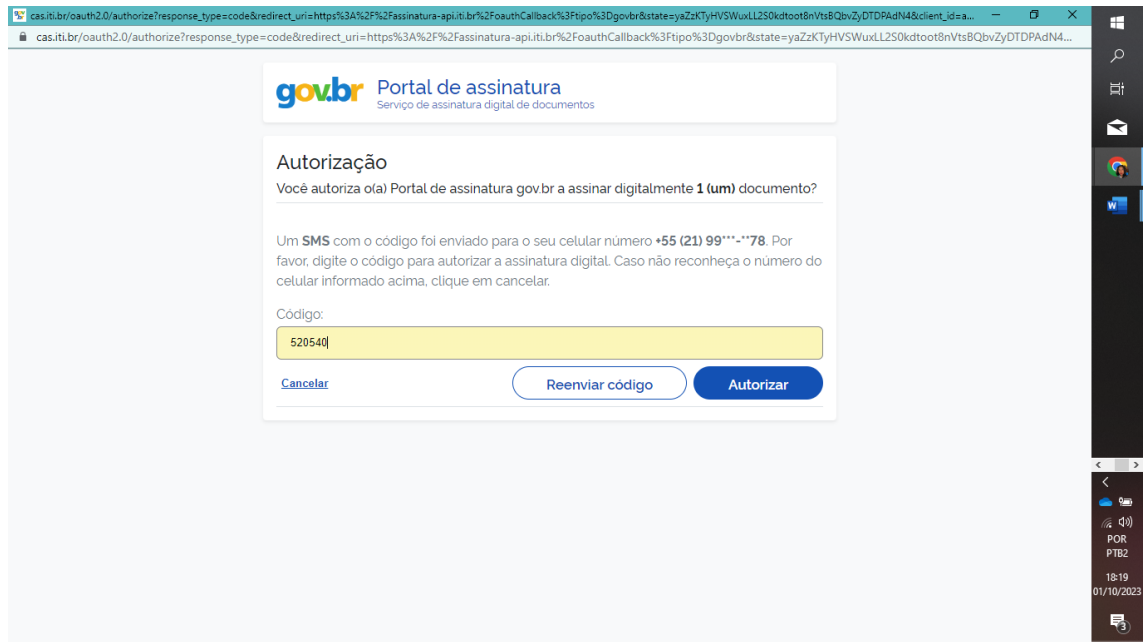 cas.iti.br/oauth2.0/authorize?response_type=code&redirect_uri=https%3A%2F%2Fassinatura-api.iti.br%2FoauthCallback%3Ftipo%3Dgovbr&state=yaZzKTyHVSWuxLL2S0kdtoot8nVtsBQbvZyDTDPAdN4&client_id=a...
cas.iti.br/oauth2.0/authorize?response_type=code&redirect_uri=https%3A%2F%2Fassinatura-api.iti.br%2FoauthCallback%3Ftipo%3Dgovbr&state=yaZzKTyHVSWuxLL2S0kdtoot8nVtsBQbvZyDTDPAdN4...
gov.br Portal de assinatura
Serviço de assinatura digital de documentos
Autorização
Você autoriza o(a) Portal de assinatura gov.br a assinar digitalmente 1 (um) documento?
Um SMS com o código foi enviado para o seu celular número +55 (21) 99***-**78. Por
favor, digite o código para autorizar a assinatura digital. Caso não reconheça o número do
celular informado acima, clique em cancelar.
Código:
520540
Cancelar
Reenviar código
Autorizar
W
POR
PTB2
18:19
01/10/2023
3